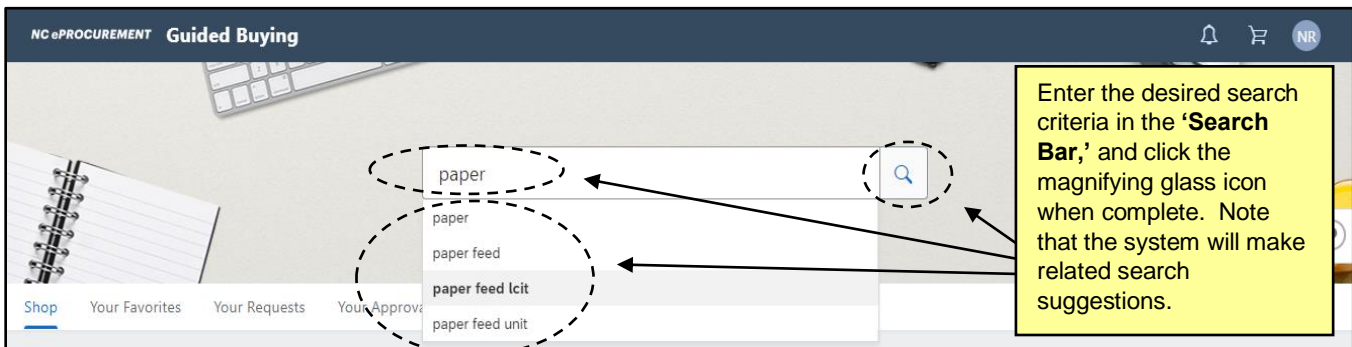 NC ePROCUREMENT Guided Buying
NR
Enter the desired search
criteria in the ‘Search
Bar,’ and click the
magnifying glass icon
when complete.  Note
that the system will make
related search
suggestions.
paper
paper
paper feed
paper feed lcit
paper feed unit
Shop Your Favorites Your Requests Your Approva